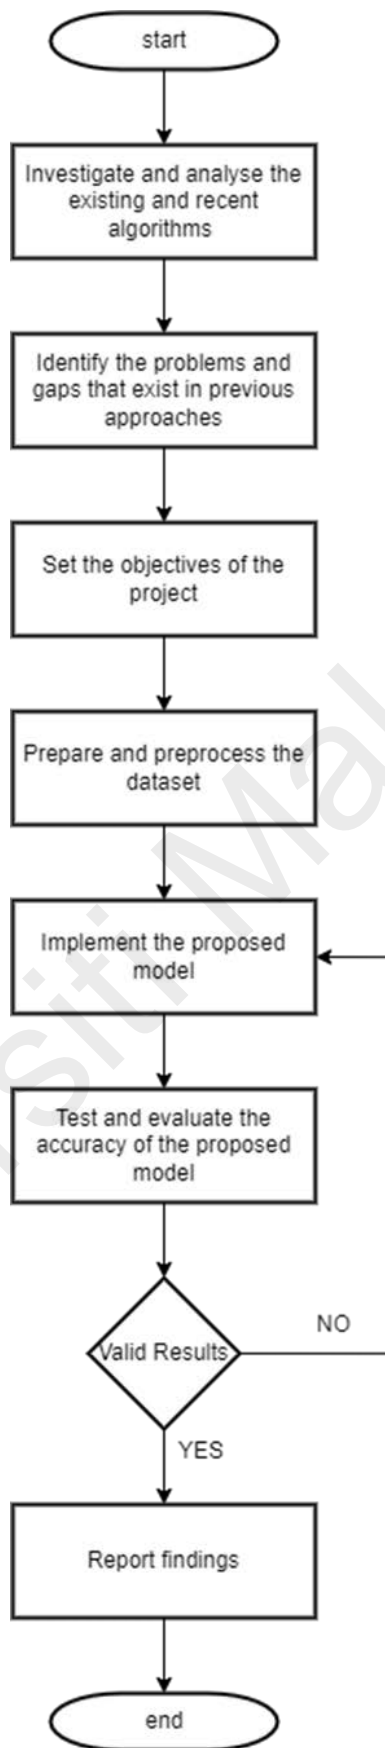 start
Investigate and analyse the
existing and recent
algorithms
Identify the problems and
gaps that exist in previous
approaches
Set the objectives of the
project
Prepare and preprocess the
dataset
Implement the proposed
model
Test and evaluate the
accuracy of the proposed
model
Valid Results
NO
YES
Report findings
end
rsiti Mal